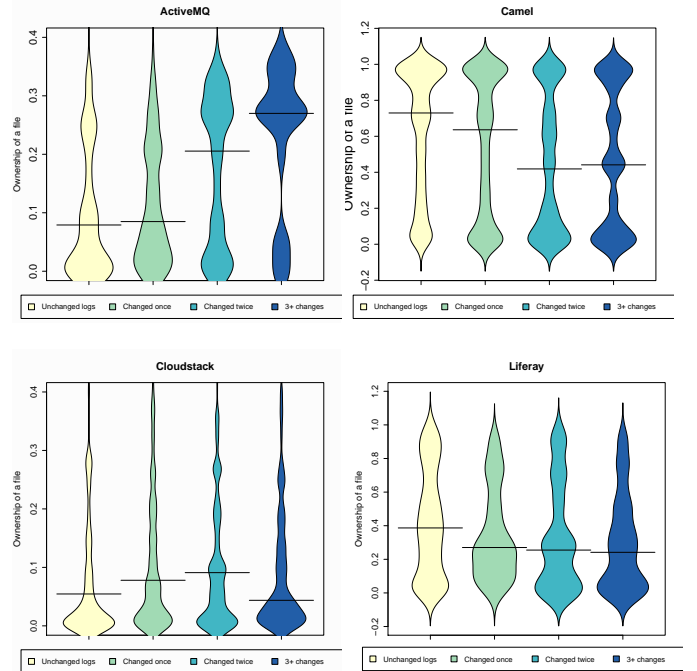 ActiveMQ
Ownership of a file
0.0 0.1 0.2 0.3 0.4
Unchanged logs Changed once Changed twice 3+ changes
Camel
Ownership of a file
−0.2 0.0 0.2 0.4 0.6 0.8 1.0 1.2
Unchanged logs Changed once Changed twice 3+ changes
Cloudstack
Ownership of a file
0.0 0.1 0.2 0.3 0.4
Unchanged logs Changed once Changed twice 3+ changes
Liferay
Ownership of a file
−0.2 0.0 0.2 0.4 0.6 0.8 1.0 1.2
Unchanged logs Changed once Changed twice 3+ changes